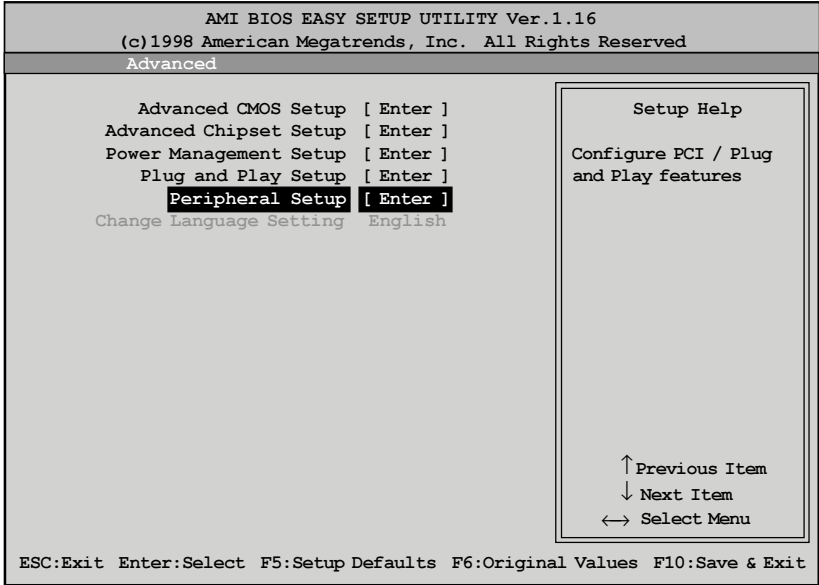 AMI BIOS EASY SETUP UTILITY Ver.1.16
(c)1998 American Megatrends, Inc. All Rights Reserved
Advanced
Advanced CMOS Setup [ Enter ]
Advanced Chipset Setup [ Enter ]
Power Management Setup [ Enter ]
Plug and Play Setup [ Enter ]
Peripheral Setup [ Enter ]
Change Language Setting English
Setup Help
Configure PCI / Plug
and Play features
↑ Previous Item
↓ Next Item
↔ Select Menu
ESC:Exit Enter:Select F5:Setup Defaults F6:Original Values F10:Save & Exit